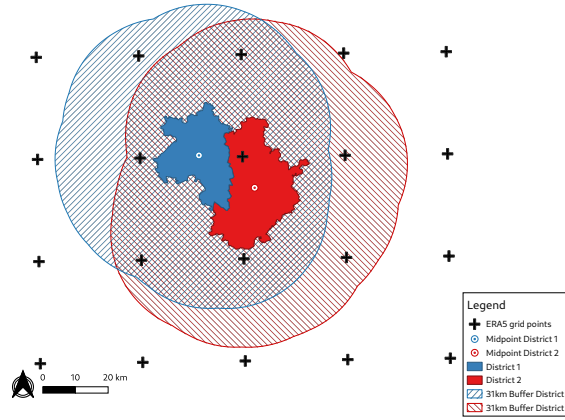 0 10 20 km
Legend
ERA5 grid points
Midpoint District 1
Midpoint District 2
District 1
District 2
31km Buffer District
31km Buffer District